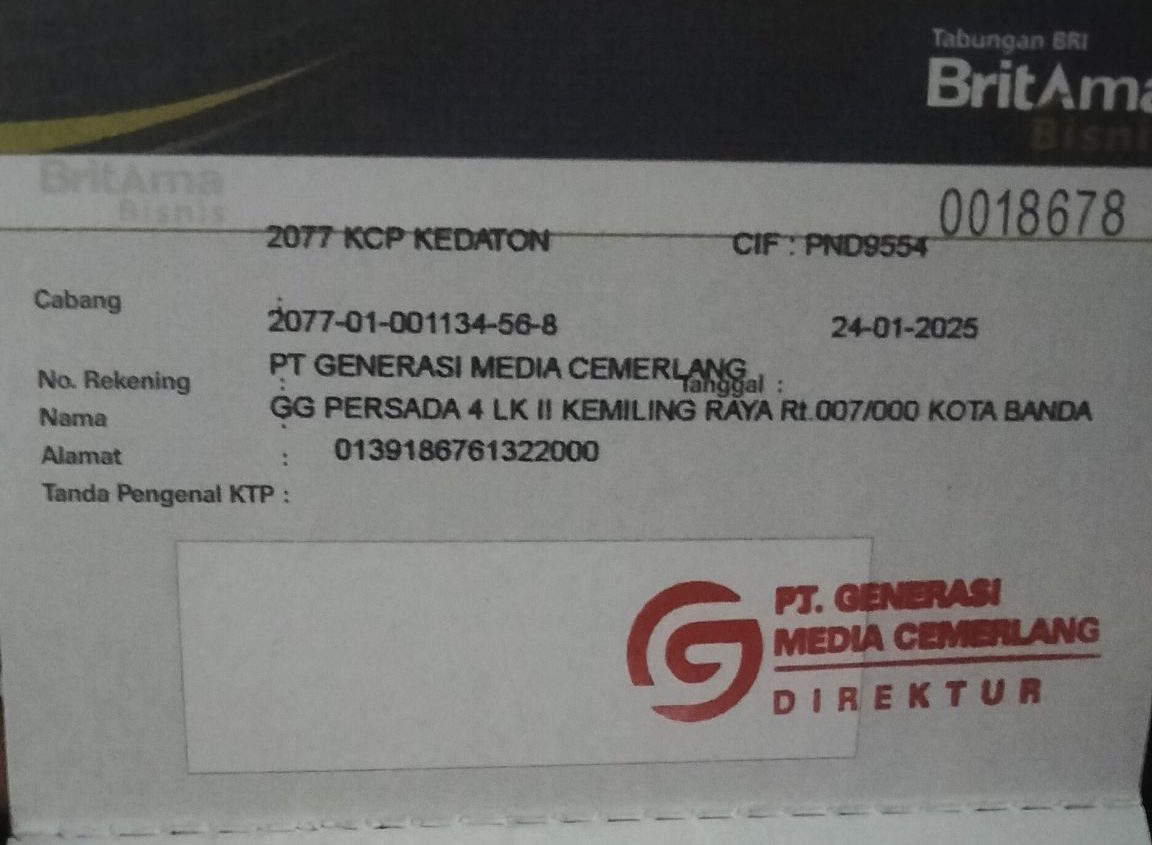 Tabungan BRI
BritAma
Bisnis
BritAma
Bisnis
0018678
2077 KCP KEDATON CIF : PND9554
Cabang :
2077-01-001134-56-8 24-01-2025
No. Rekening : Tanggal :
PT GENERASI MEDIA CEMERLANG
Nama :
GG PERSADA 4 LK II KEMILING RAYA Rt.007/000 KOTA BANDA
Alamat :
0139186761322000
Tanda Pengenal KTP :
PT. GENERASI
MEDIA CEMERLANG
DIREKTUR